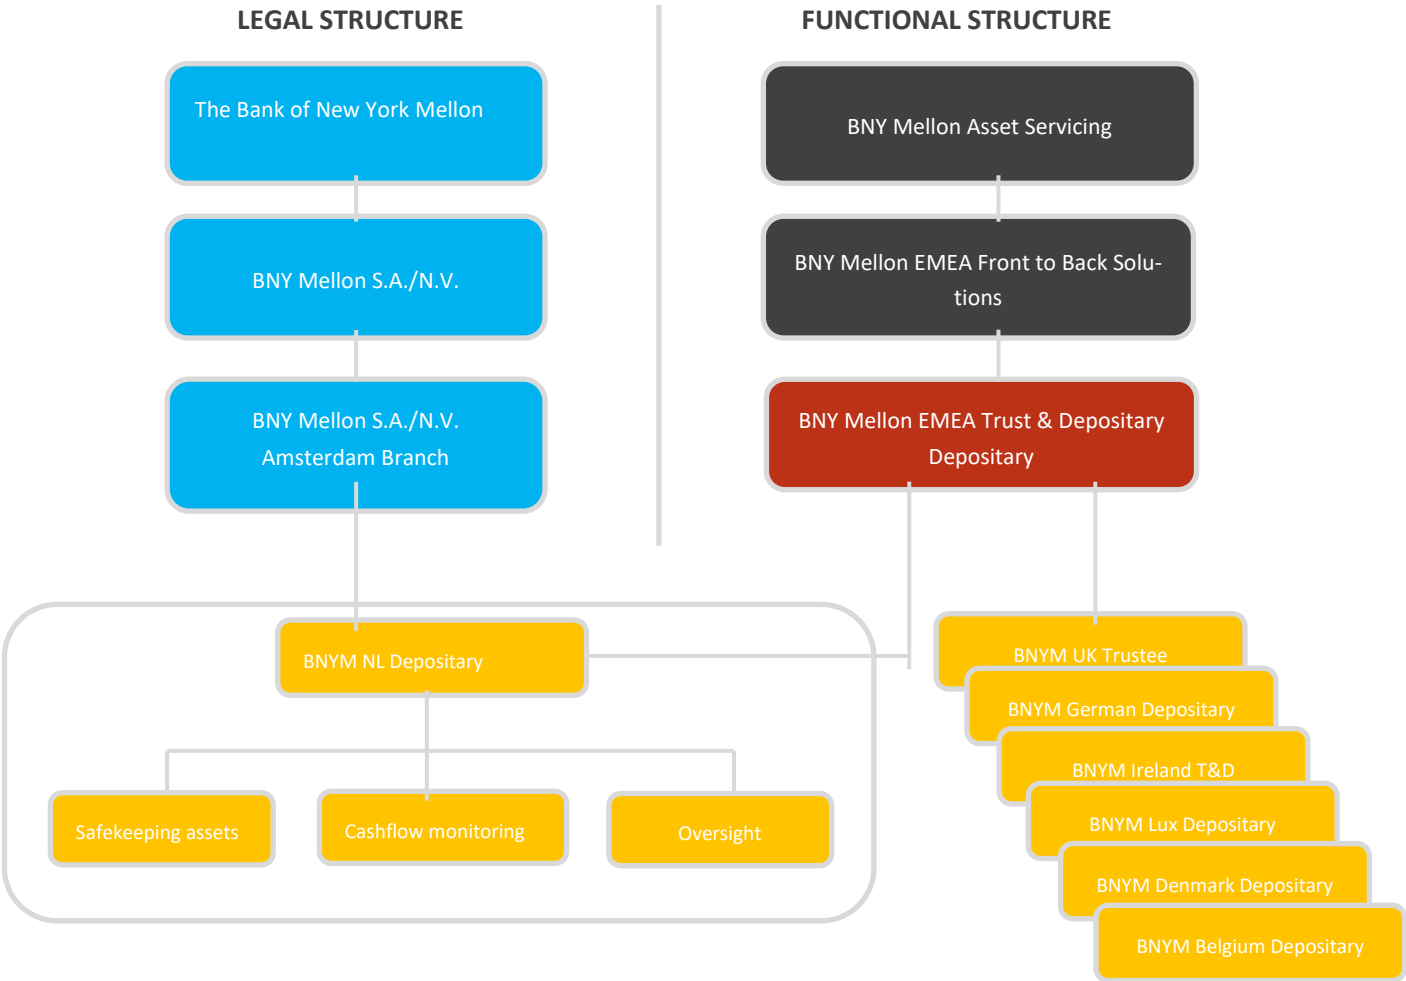 LEGAL STRUCTURE
FUNCTIONAL STRUCTURE
The Bank of New York Mellon
BNY Mellon Asset Servicing
BNY Mellon S.A./N.V.
BNY Mellon EMEA Front to Back Solu-
tions
BNY Mellon S.A./N.V.
Amsterdam Branch
BNY Mellon EMEA Trust & Depositary
Depositary
BNYM NL Depositary
Safekeeping assets
Cashflow monitoring
Oversight
BNYM UK Trustee
BNYM German Depositary
BNYM Ireland T&D
BNYM Lux Depositary
BNYM Denmark Depositary
BNYM Belgium Depositary